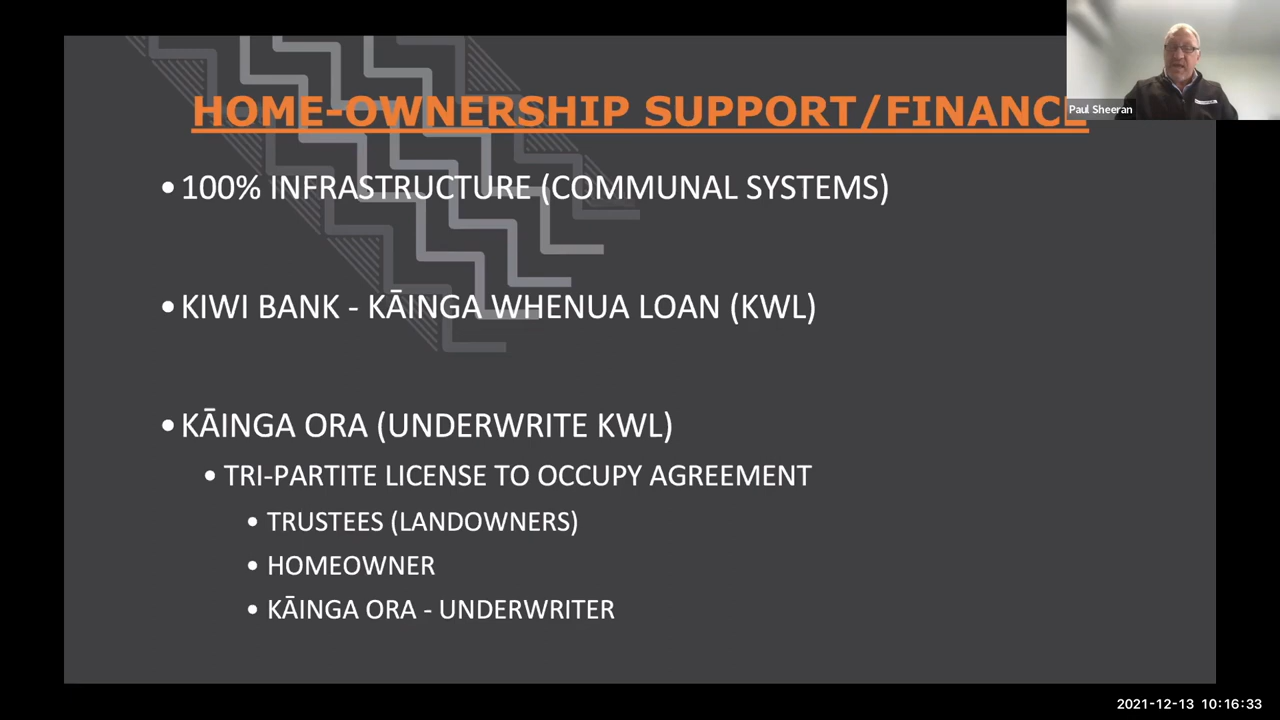 HOME-OWNERSHIP SUPPORT/FINANCE
Paul Sheeran
• 100% INFRASTRUCTURE (COMMUNAL SYSTEMS)
• KIWI BANK - KĀINGA WHENUA LOAN (KWL)
• KĀINGA ORA (UNDERWRITE KWL)
• TRI-PARTITE LICENSE TO OCCUPY AGREEMENT
• TRUSTEES (LANDOWNERS)
• HOMEOWNER
• KĀINGA ORA - UNDERWRITER
2021-12-13 10:16:33